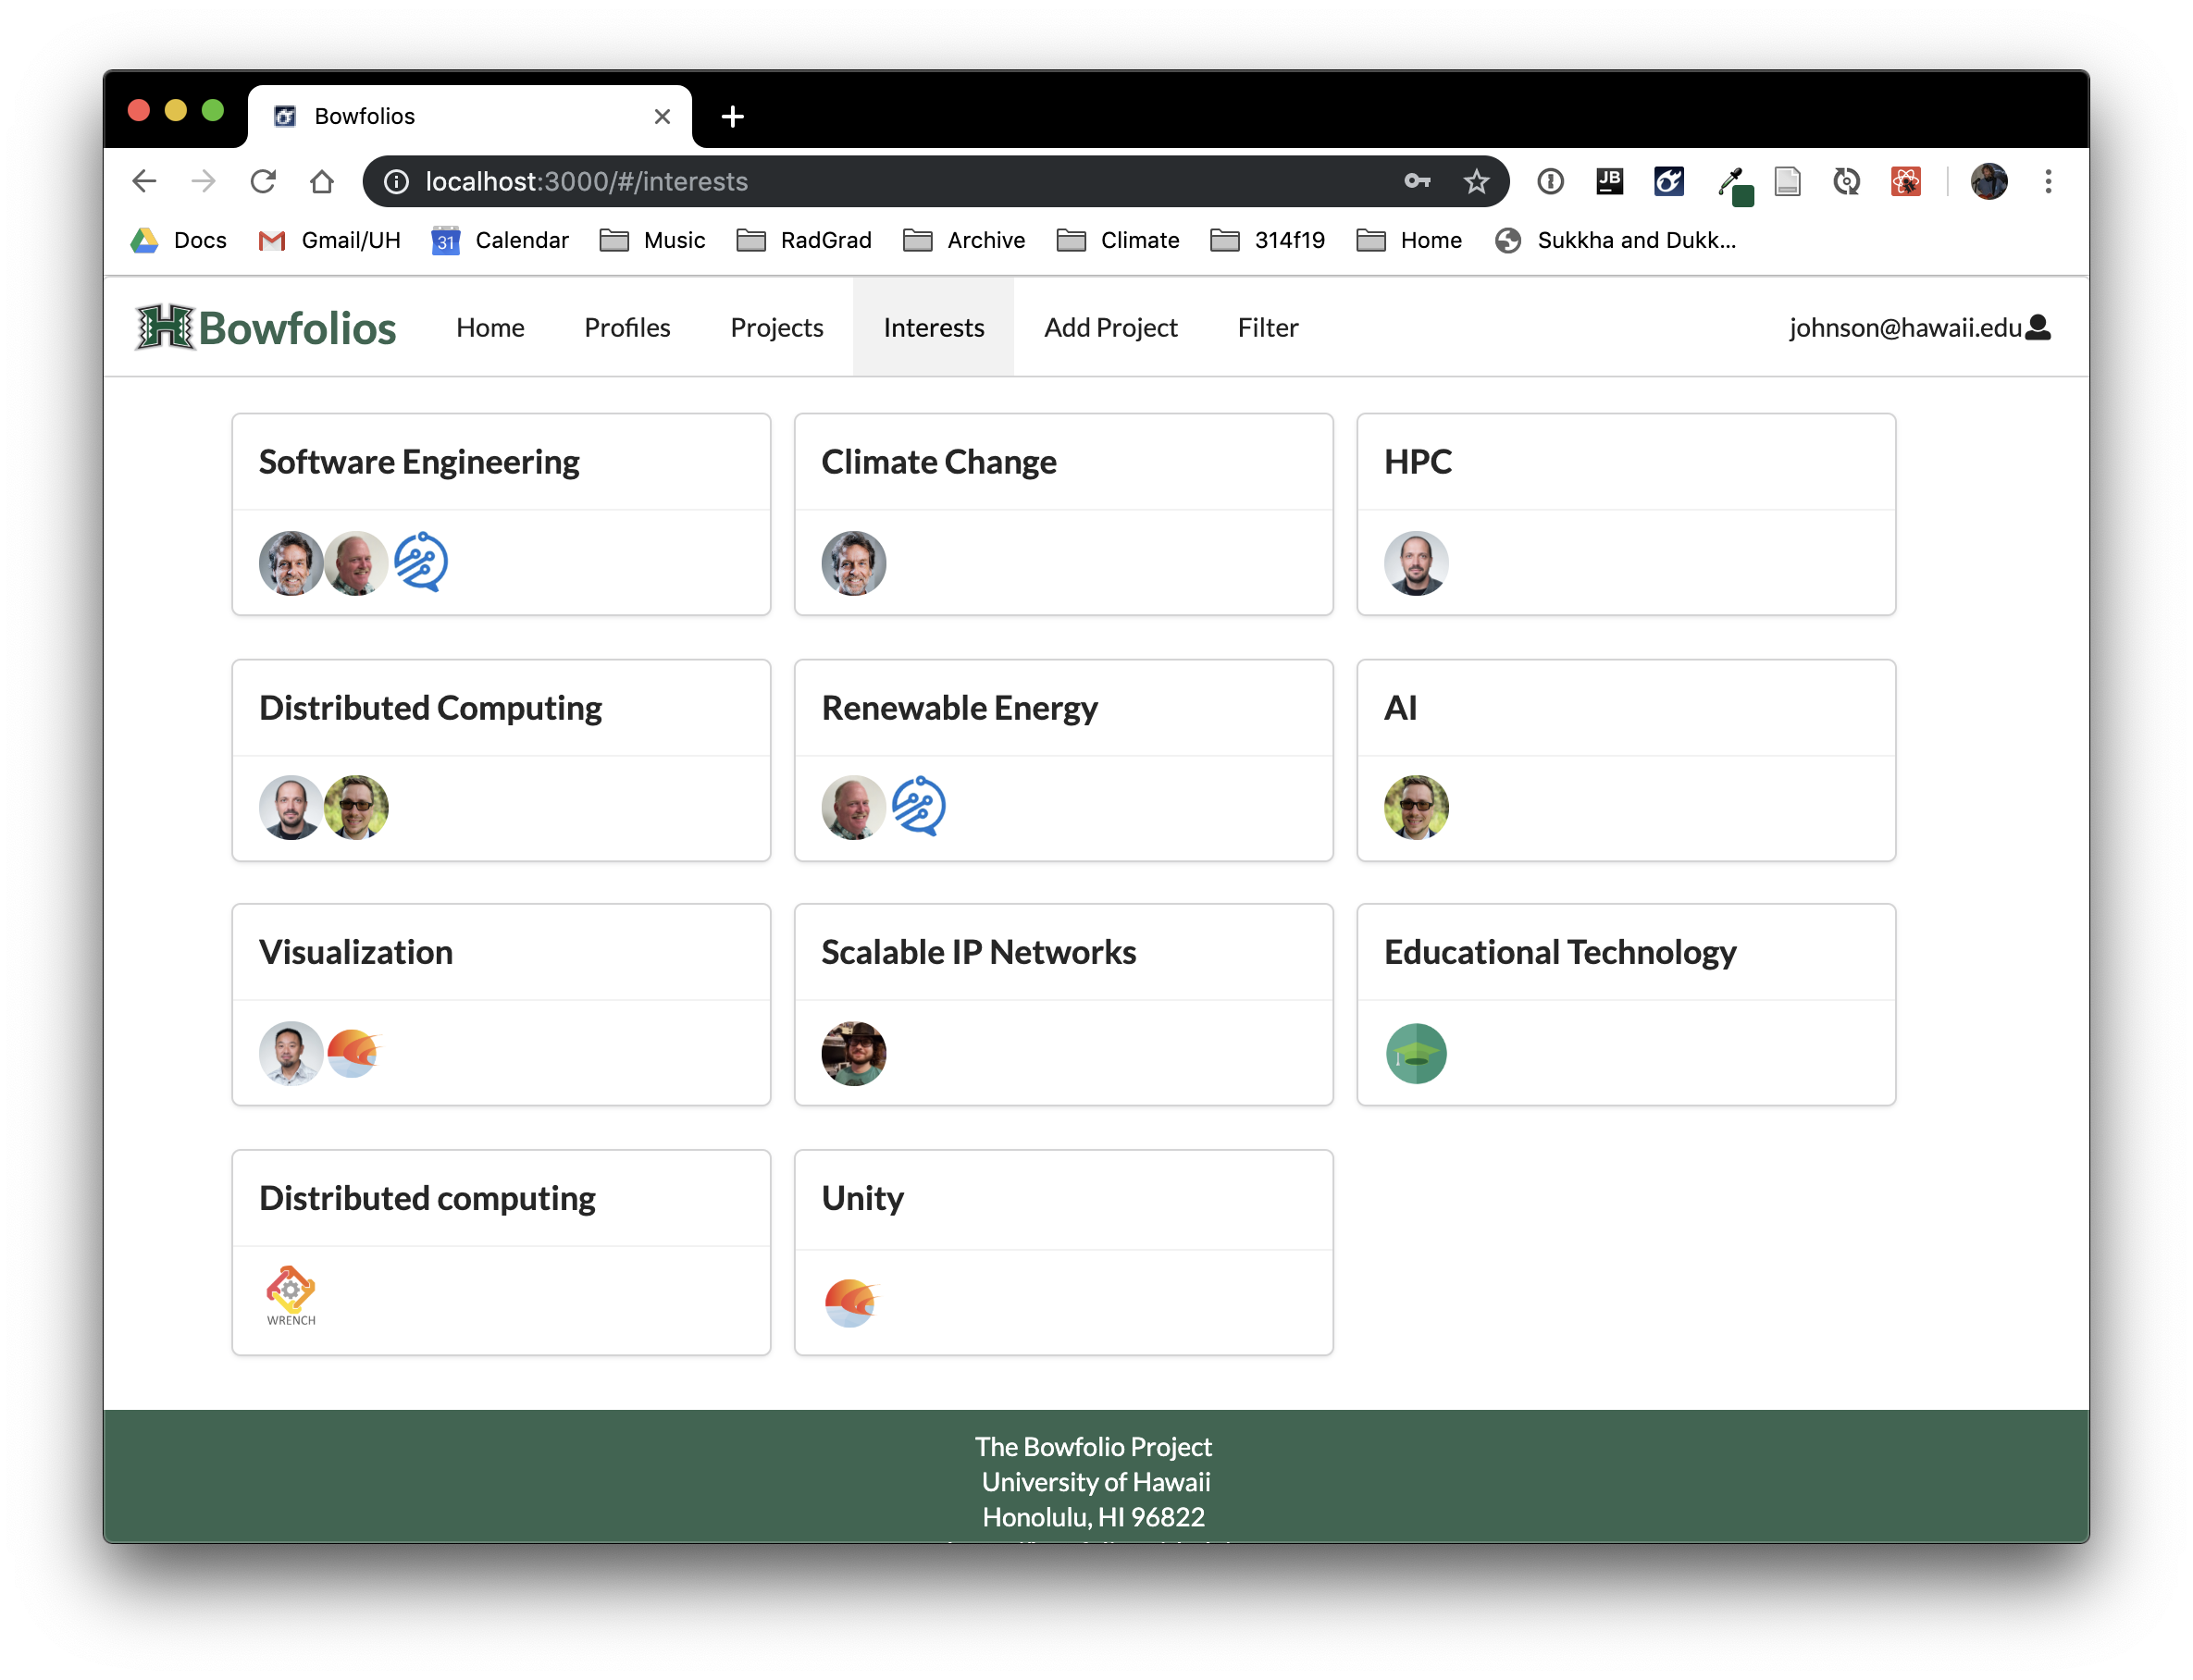 Bowfolios
localhost:3000/#/interests
JB
Docs Gmail/UH 31 Calendar Music RadGrad Archive Climate 314f19 Home Sukkha and Dukk...
H Bowfolios Home Profiles Projects Interests Add Project Filter johnson@hawaii.edu
Software Engineering Climate Change HPC
Distributed Computing Renewable Energy AI
Visualization Scalable IP Networks Educational Technology
Distributed computing Unity
WRENCH
The Bowfolio Project
University of Hawaii
Honolulu, HI 96822